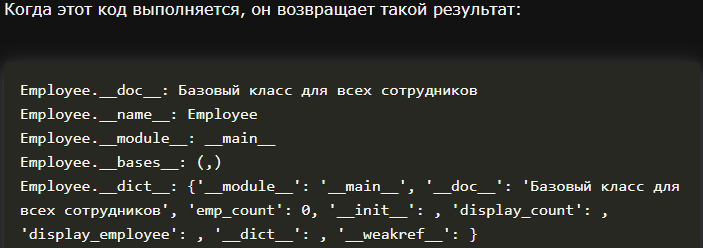 Когда этот код выполняется, он возвращает такой результат:
Employee.__doc__: Базовый класс для всех сотрудников
Employee.__name__: Employee
Employee.__module__: __main__
Employee.__bases__: (,)
Employee.__dict__: {'__module__': '__main__', '__doc__': 'Базовый класс для
всех сотрудников', 'emp_count': 0, '__init__': , 'display_count': ,
'display_employee': , '__dict__': , '__weakref__': }